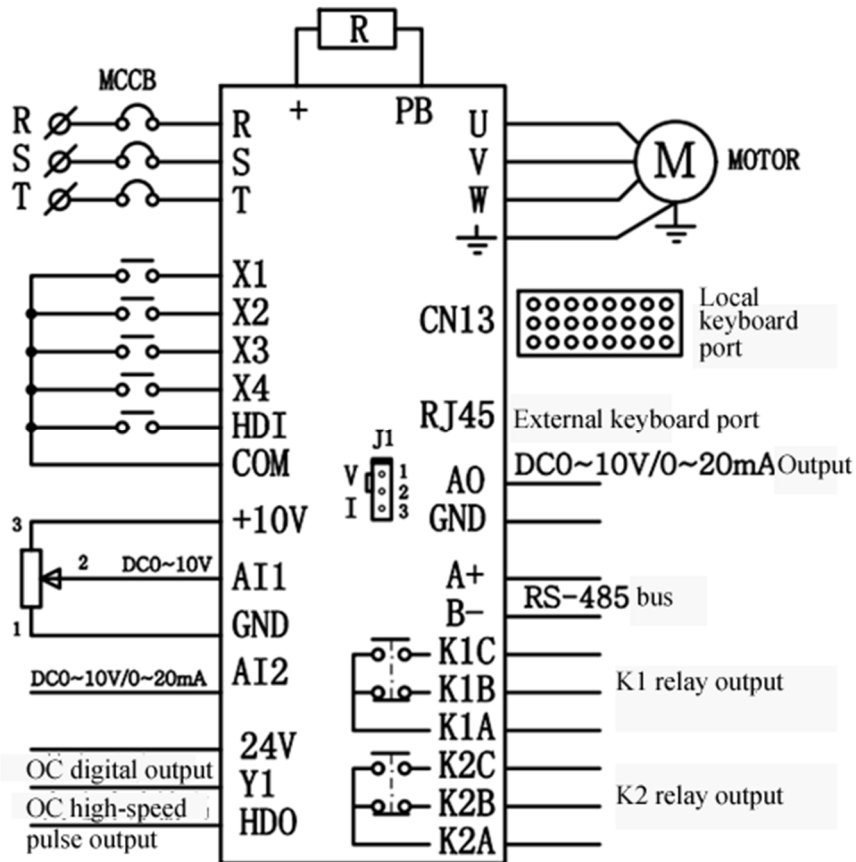 R
MCCB
+ PB
R R U
S S V M MOTOR
T T W
X1
X2 CN13 Local
X3 keyboard
X4 port
HDI RJ45 External keyboard port
COM J1
V 1 AO DC0~10V/0~20mA Output
2
I 3 GND
3 +10V
2 DC0~10V AI1 A+
RS-485 bus
1 GND B-
DC0~10V/0~20mA AI2 K1C
K1B K1 relay output
K1A
24V K2C
OC digital output Y1 K2B K2 relay output
OC high-speed HDO K2A
pulse output